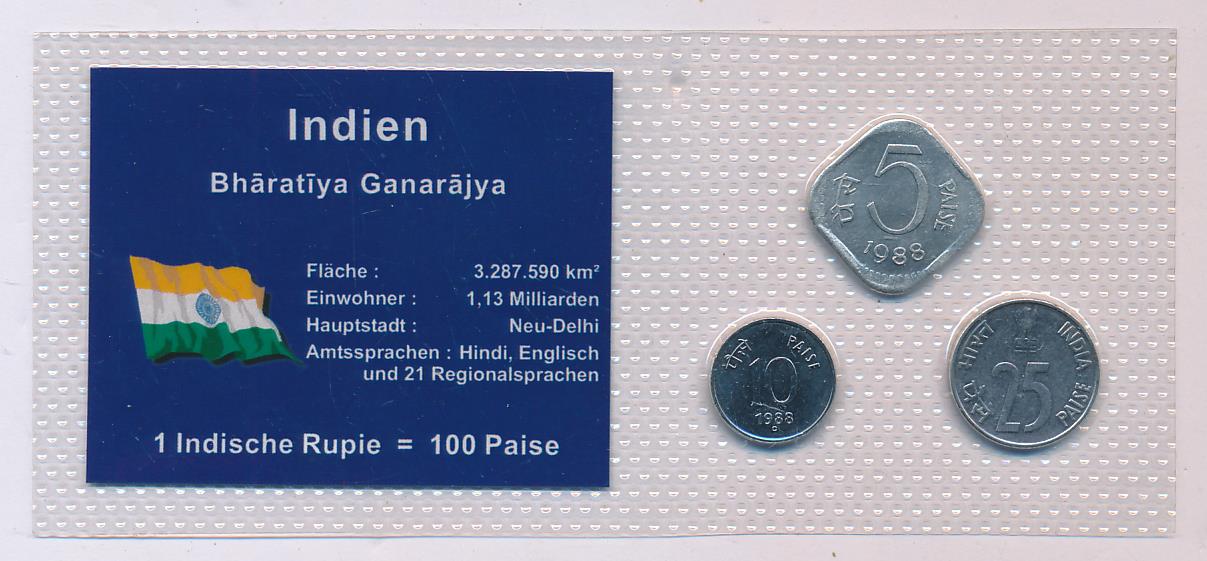 Indien
Bhāratīya Ganarājya
Fläche : 3.287.590 km²
Einwohner : 1,13 Milliarden
Hauptstadt : Neu-Delhi
Amtssprachen : Hindi, Englisch
und 21 Regionalsprachen
1 Indische Rupie = 100 Paise
पैसे 5 PAISE
1988
पैसे 10 PAISE
1988
भारत INDIA
पैसे 25 PAISE